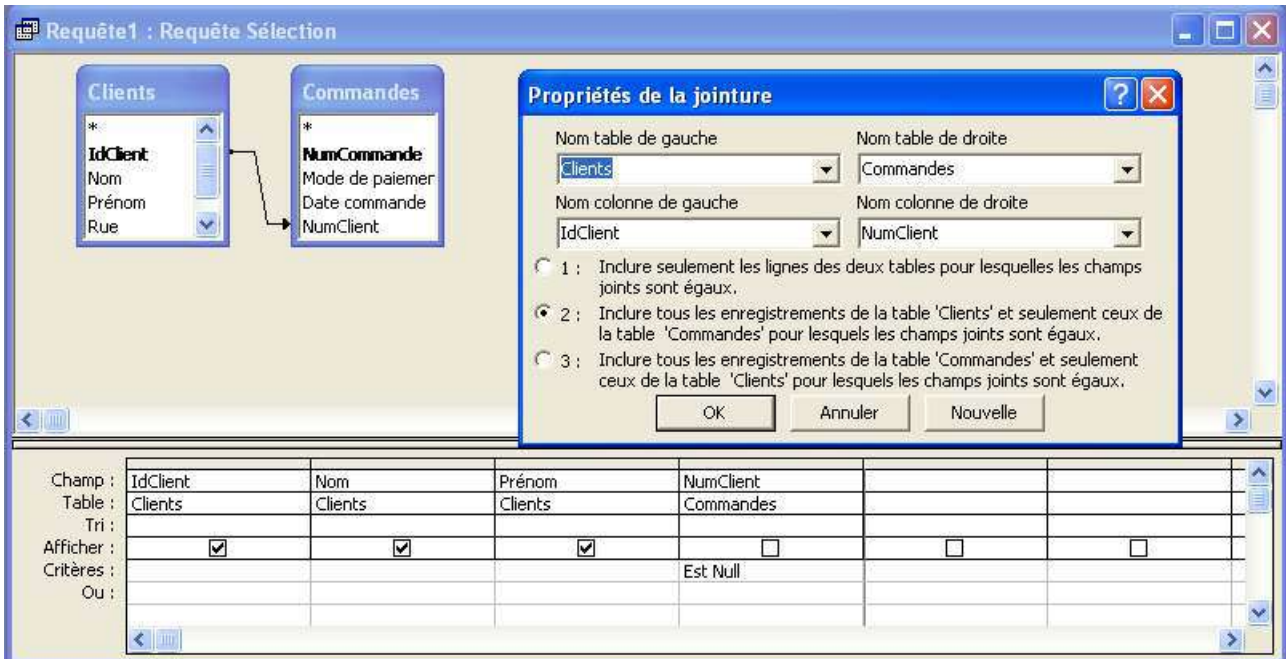 Requête1 : Requête Sélection
Clients
*
IdClient
Nom
Prénom
Rue
Commandes
*
NumCommande
Mode de paiemer
Date commande
NumClient
Propriétés de la jointure
Nom table de gauche Nom table de droite
Clients Commandes
Nom colonne de gauche Nom colonne de droite
IdClient NumClient
1 : Inclure seulement les lignes des deux tables pour lesquelles les champs
joints sont égaux.
2 : Inclure tous les enregistrements de la table 'Clients' et seulement ceux de
la table 'Commandes' pour lesquels les champs joints sont égaux.
3 : Inclure tous les enregistrements de la table 'Commandes' et seulement
ceux de la table 'Clients' pour lesquels les champs joints sont égaux.
OK Annuler Nouvelle
Champ : IdClient Nom Prénom NumClient
Table : Clients Clients Clients Commandes
Tri :
Afficher :
Critères : Est Null
Ou :